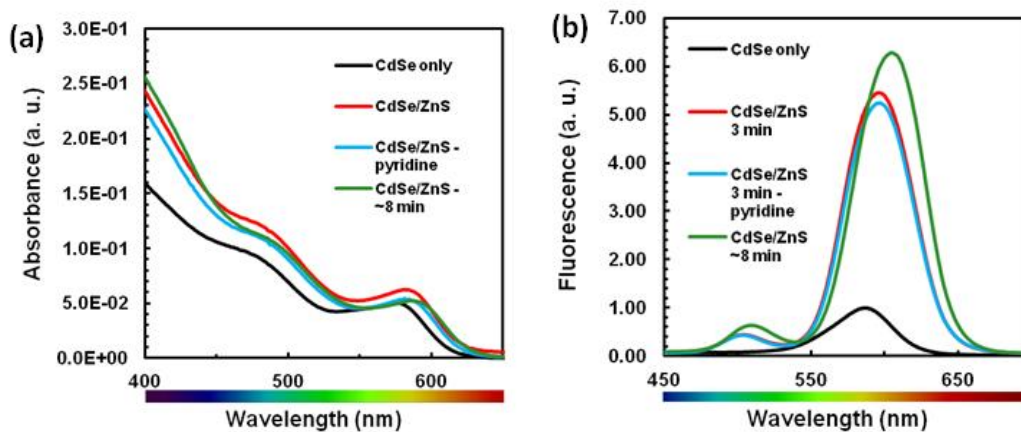 (a)
3.0E-01
2.5E-01
2.0E-01
1.5E-01
1.0E-01
5.0E-02
0.0E+00
Absorbance (a. u.)
CdSe only
CdSe/ZnS
CdSe/ZnS -
pyridine
CdSe/ZnS -
~8 min
400
500
600
Wavelength (nm)
(b)
7.00
6.00
5.00
4.00
3.00
2.00
1.00
0.00
Fluorescence (a. u.)
CdSe only
CdSe/ZnS
3 min
CdSe/ZnS
3 min -
pyridine
CdSe/ZnS
~8 min
450
550
650
Wavelength (nm)